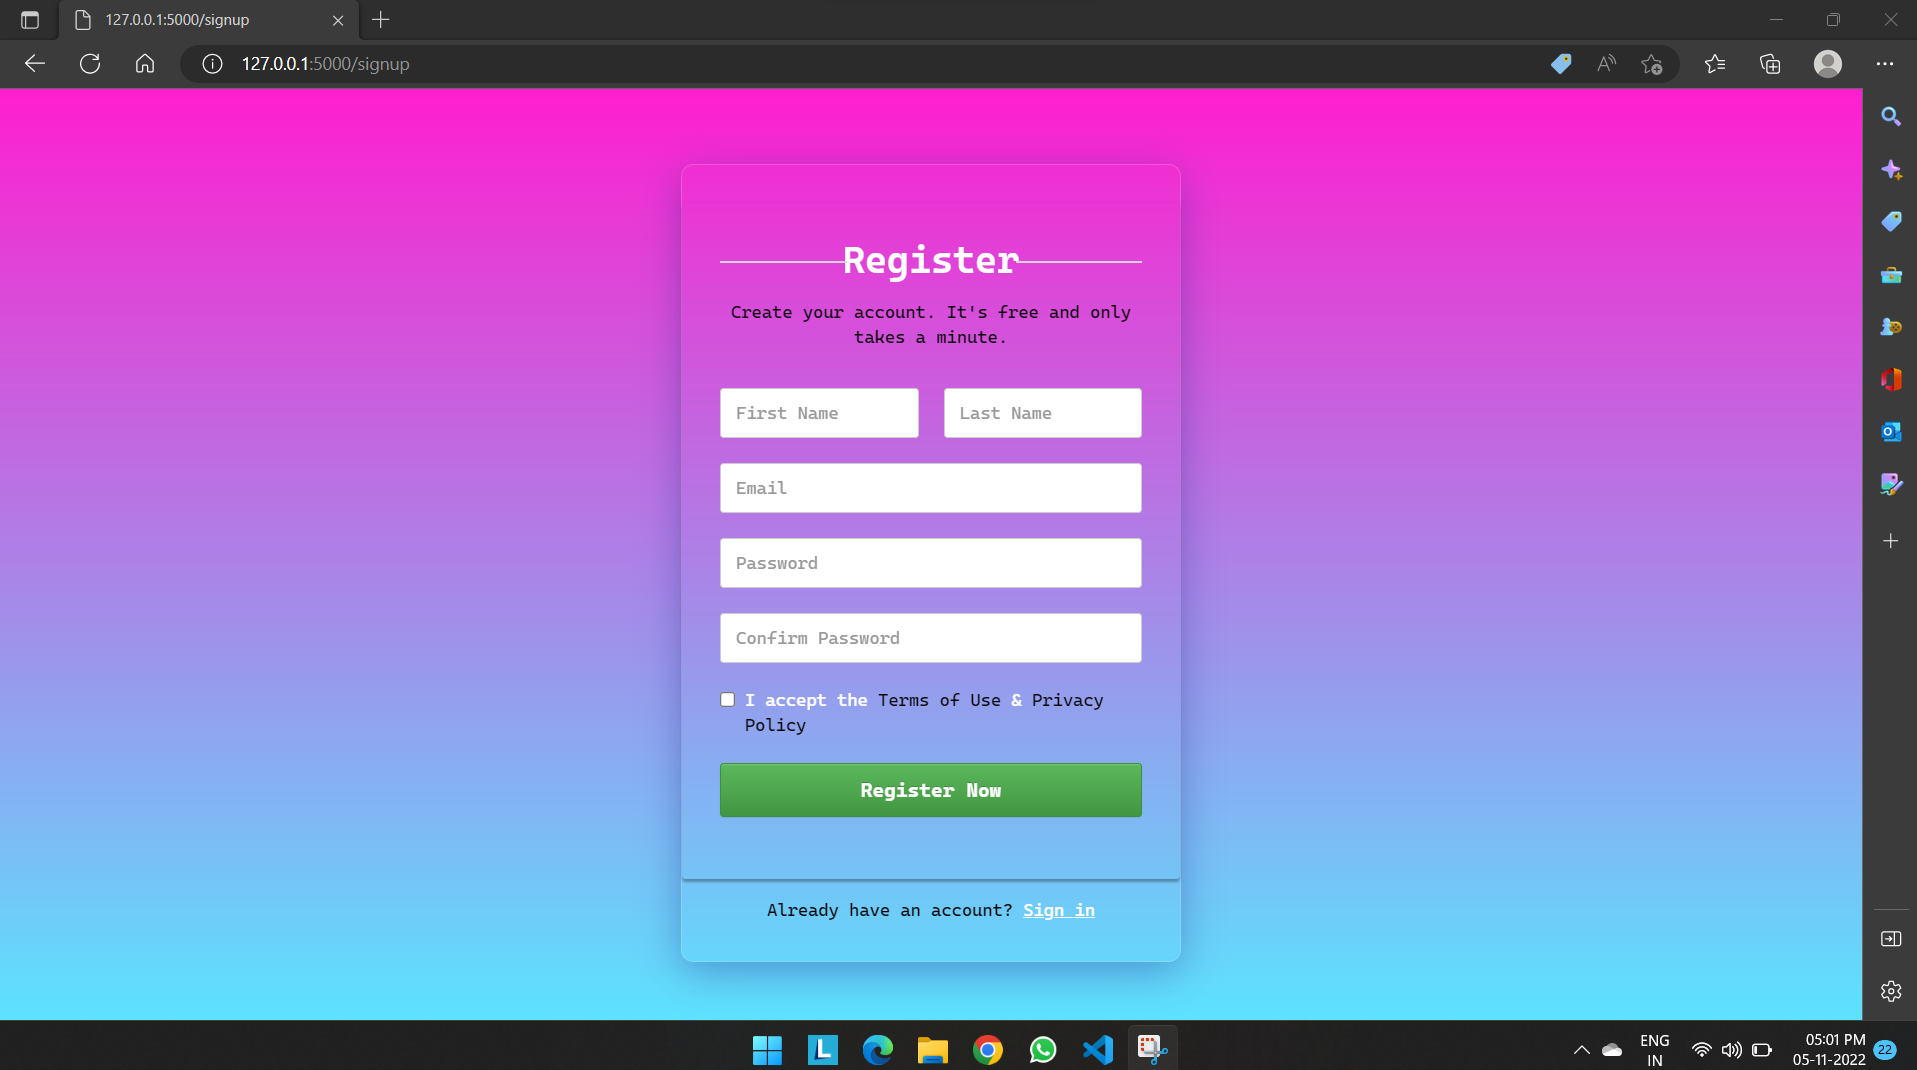 127.0.0.1:5000/signup
127.0.0.1:5000/signup
Register
Create your account. It's free and only
takes a minute.
First Name
Last Name
Email
Password
Confirm Password
I accept the Terms of Use & Privacy
Policy
Register Now
Already have an account? Sign in
ENG
IN
05:01 PM
05-11-2022
22